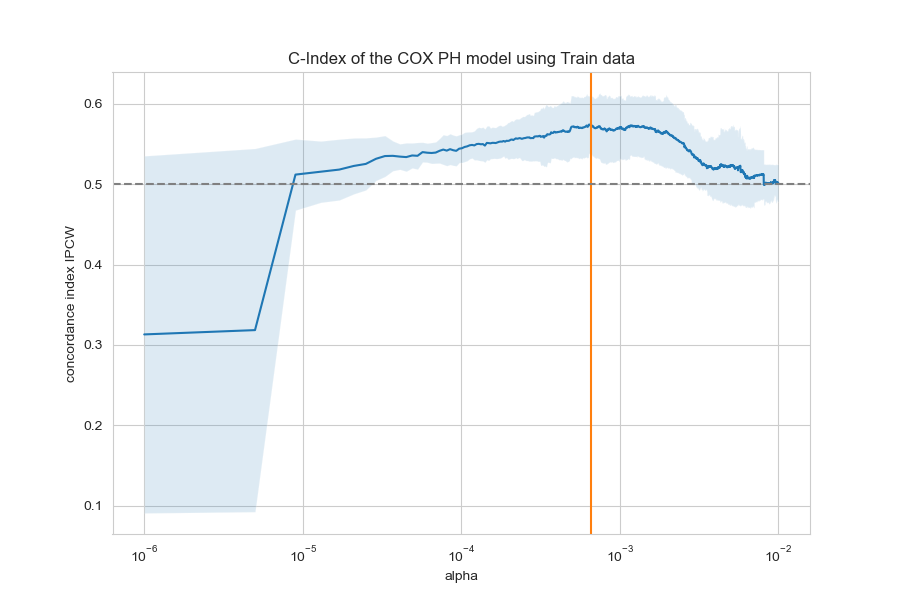 C-Index of the COX PH model using Train data
concordance index IPCW
0.6
0.5
0.4
0.3
0.2
0.1
10⁻⁶ 10⁻⁵ 10⁻⁴ 10⁻³ 10⁻²
alpha